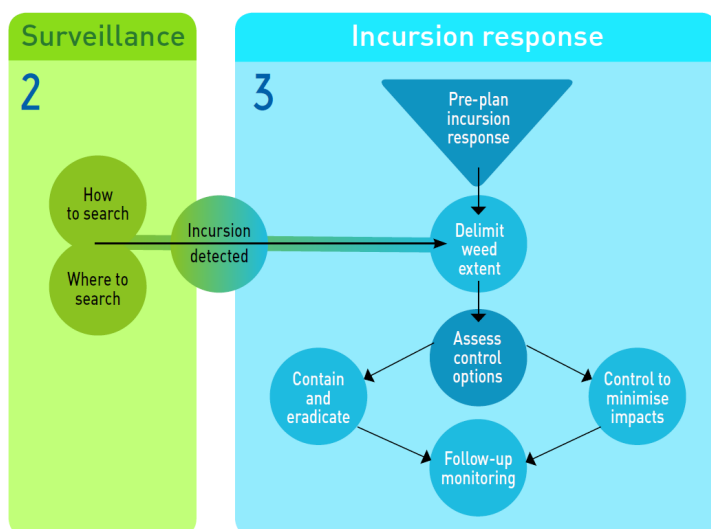 Surveillance
2
How
to search
Where to
search
Incursion
detected
Incursion response
3
Pre-plan
incursion
response
Delimit
weed
extent
Assess
control
options
Contain
and
eradicate
Control to
minimise
impacts
Follow-up
monitoring